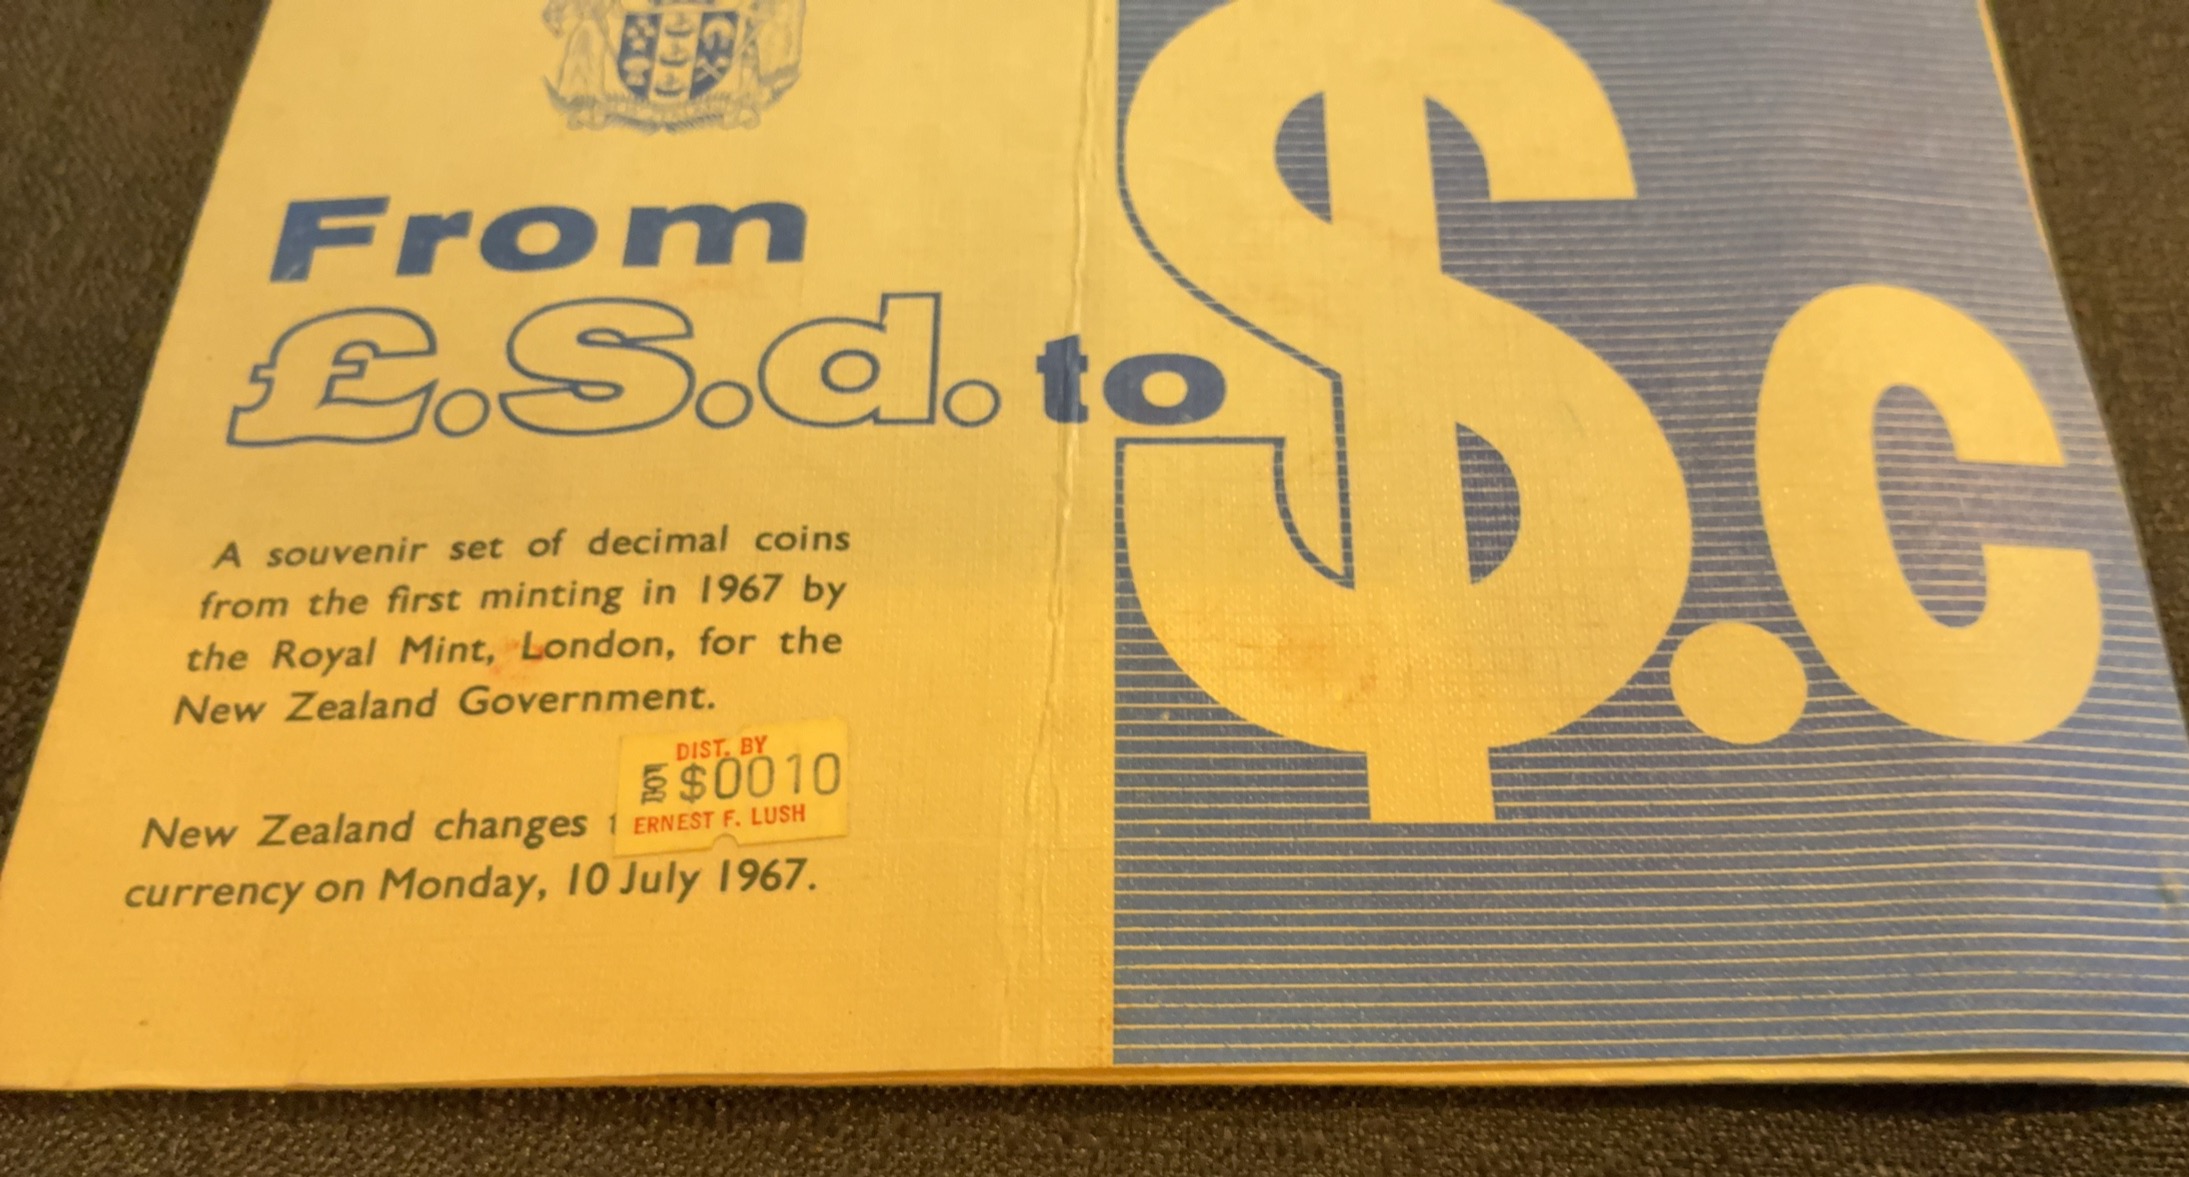 From
£.S.d. to $.c
A souvenir set of decimal coins
from the first minting in 1967 by
the Royal Mint, London, for the
New Zealand Government.
DIST. BY
$0010
ERNEST F. LUSH
New Zealand changes
currency on Monday, 10 July 1967.